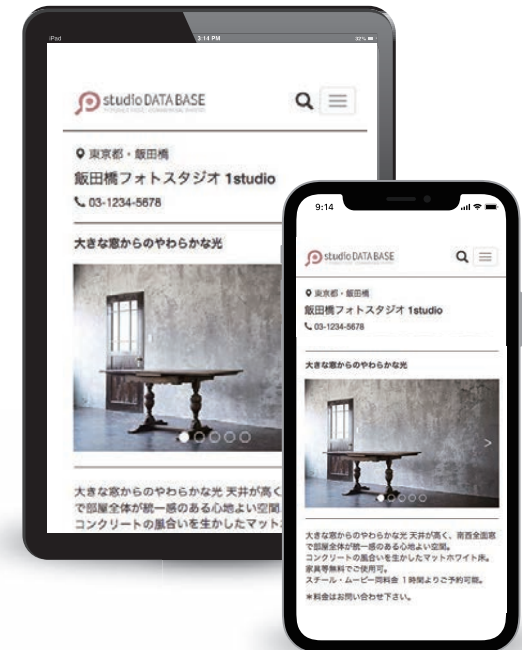 iPad
3:14 PM
studio DATA BASE
東京都・飯田橋
飯田橋フォトスタジオ 1studio
03-1234-5678
大きな窓からのやわらかな光
大きな窓からのやわらかな光 天井が高く
で部屋全体が統一感のある心地よい空間
コンクリートの風合いを生かしたマット
9:14
studio DATA BASE
東京都・飯田橋
飯田橋フォトスタジオ 1studio
03-1234-5678
大きな窓からのやわらかな光
大きな窓からのやわらかな光 天井が高く、南西全面窓
で部屋全体が統一感のある心地よい空間。
コンクリートの風合いを生かしたマットホワイト床。
家具等無料でご使用可。
スチール・ムービー同料金 1時間よりご予約可能。
*料金はお問い合わせ下さい。